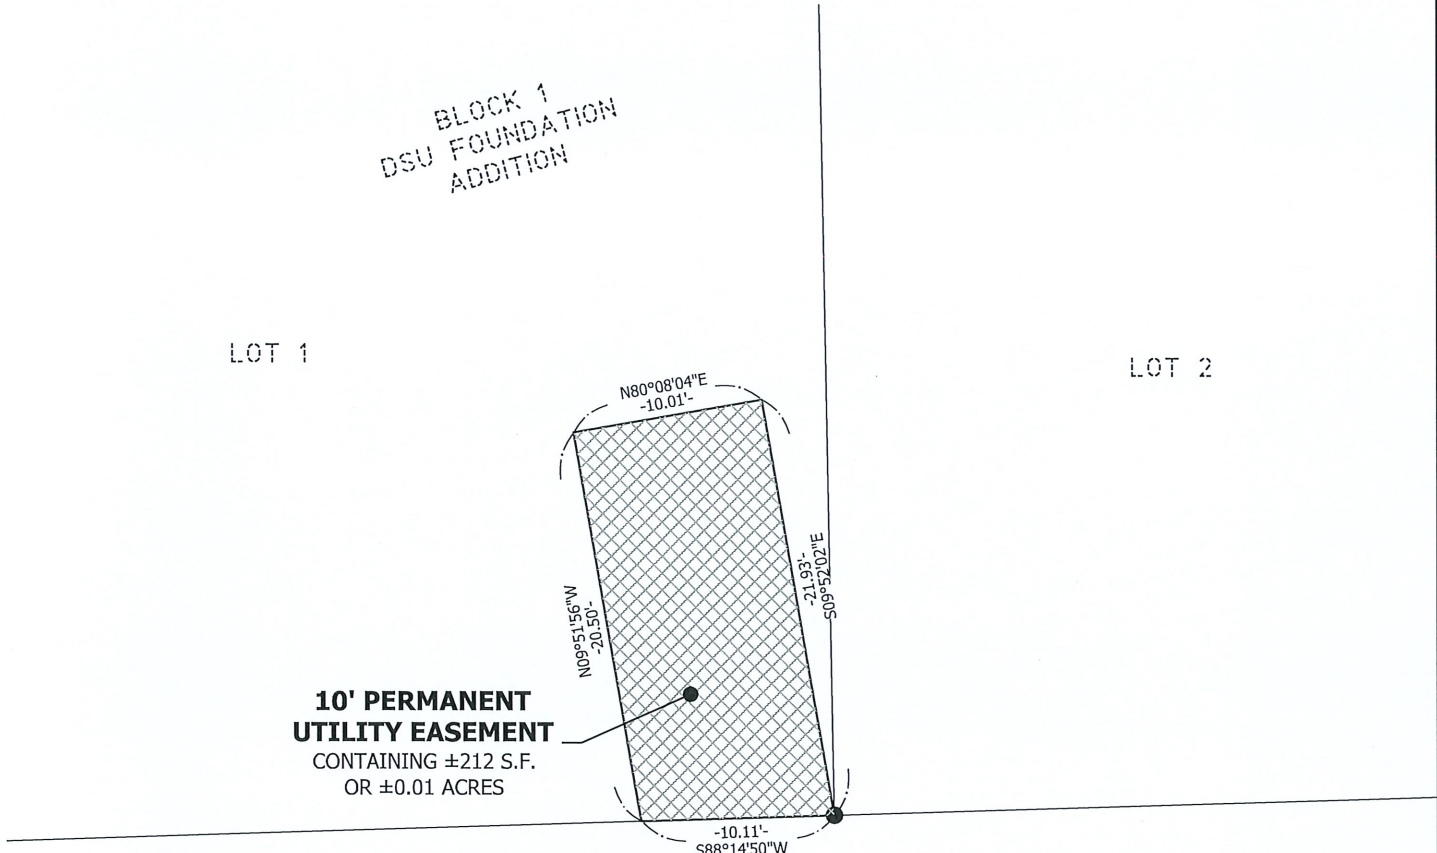 BLOCK 1
DSU FOUNDATION
ADDITION
LOT 1
LOT 2
N80°08'04"E
-10.01'-
N09°51'56"W
-20.50'-
-21.93'-
S09°52'02"E
10' PERMANENT
UTILITY EASEMENT
CONTAINING ±212 S.F.
OR ±0.01 ACRES
-10.11'-
S88°14'50"W